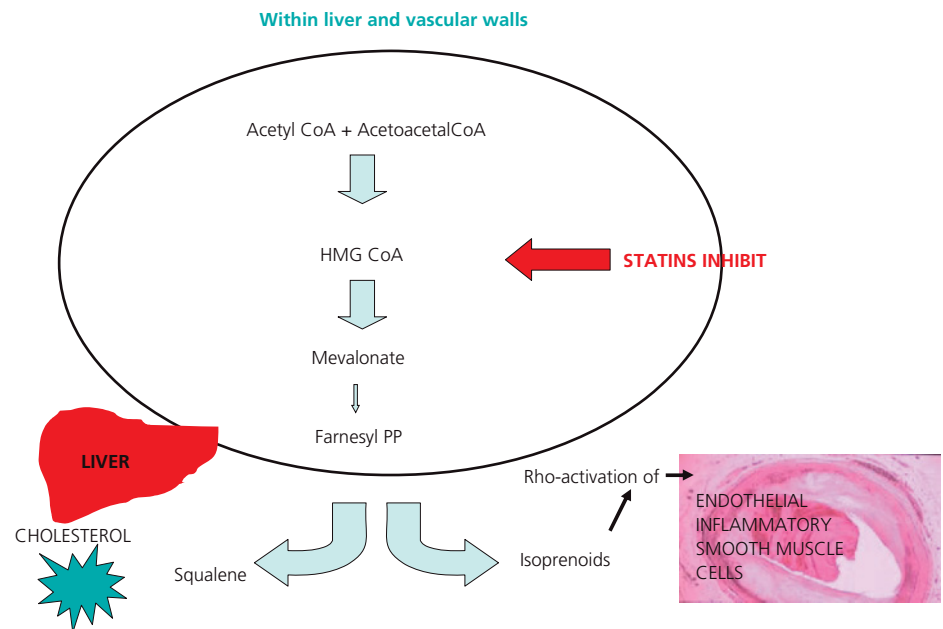 Within liver and vascular walls
Acetyl CoA + AcetoacetalCoA
HMG CoA
STATINS INHIBIT
Mevalonate
Farnesyl PP
LIVER
CHOLESTEROL
Squalene
Isoprenoids
Rho-activation of
ENDOTHELIAL
INFLAMMATORY
SMOOTH MUSCLE
CELLS